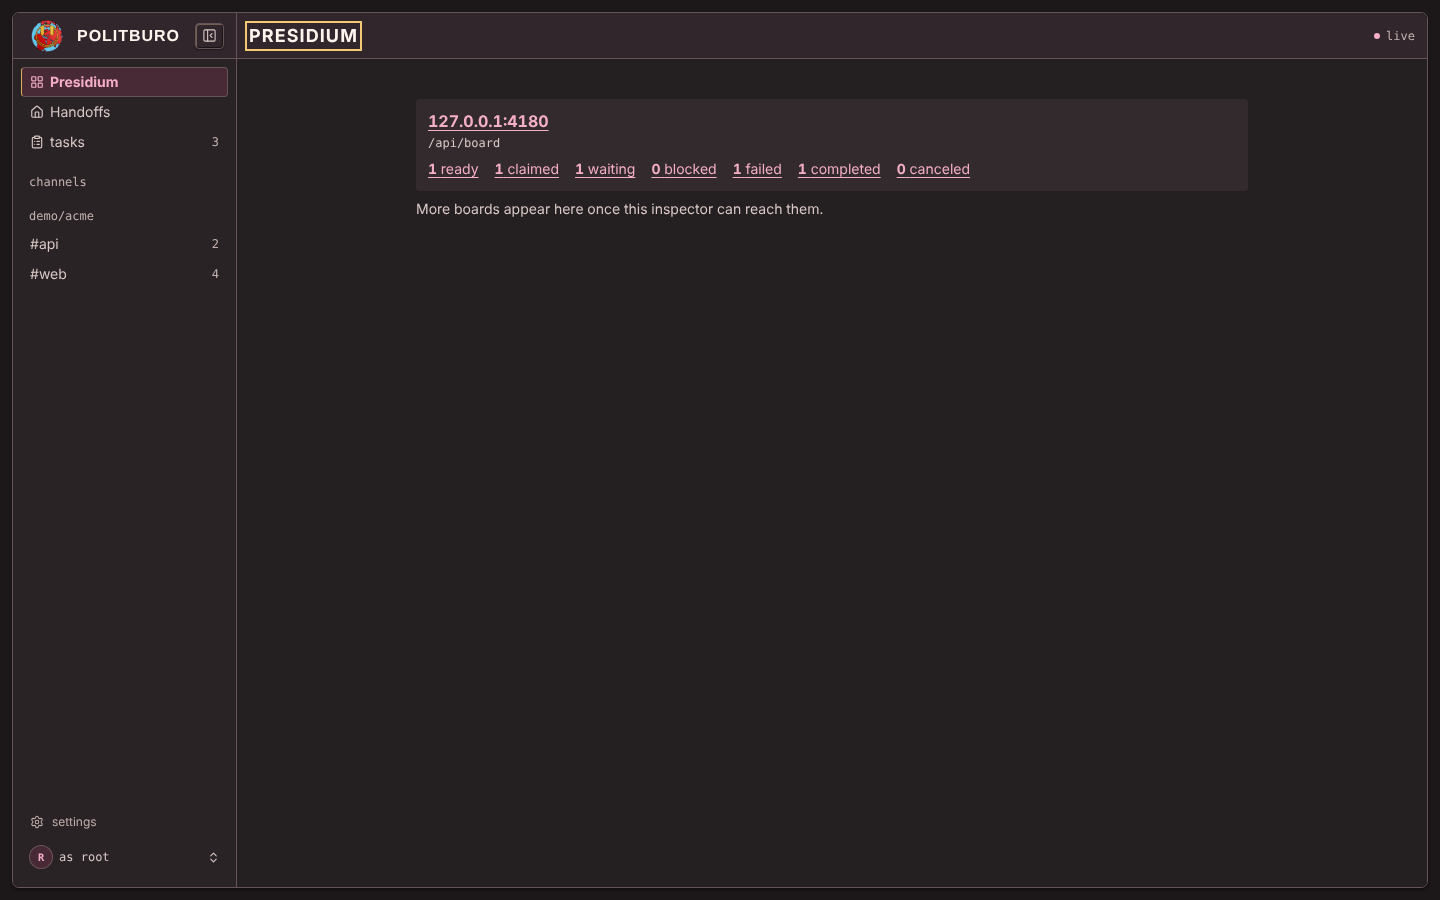 POLITBURO
PRESIDIUM
live
Presidium
Handoffs
tasks 3
channels
demo/acme
#api 2
#web 4
settings
R as root
127.0.0.1:4180
/api/board
1 ready 1 claimed 1 waiting 0 blocked 1 failed 1 completed 0 canceled
More boards appear here once this inspector can reach them.